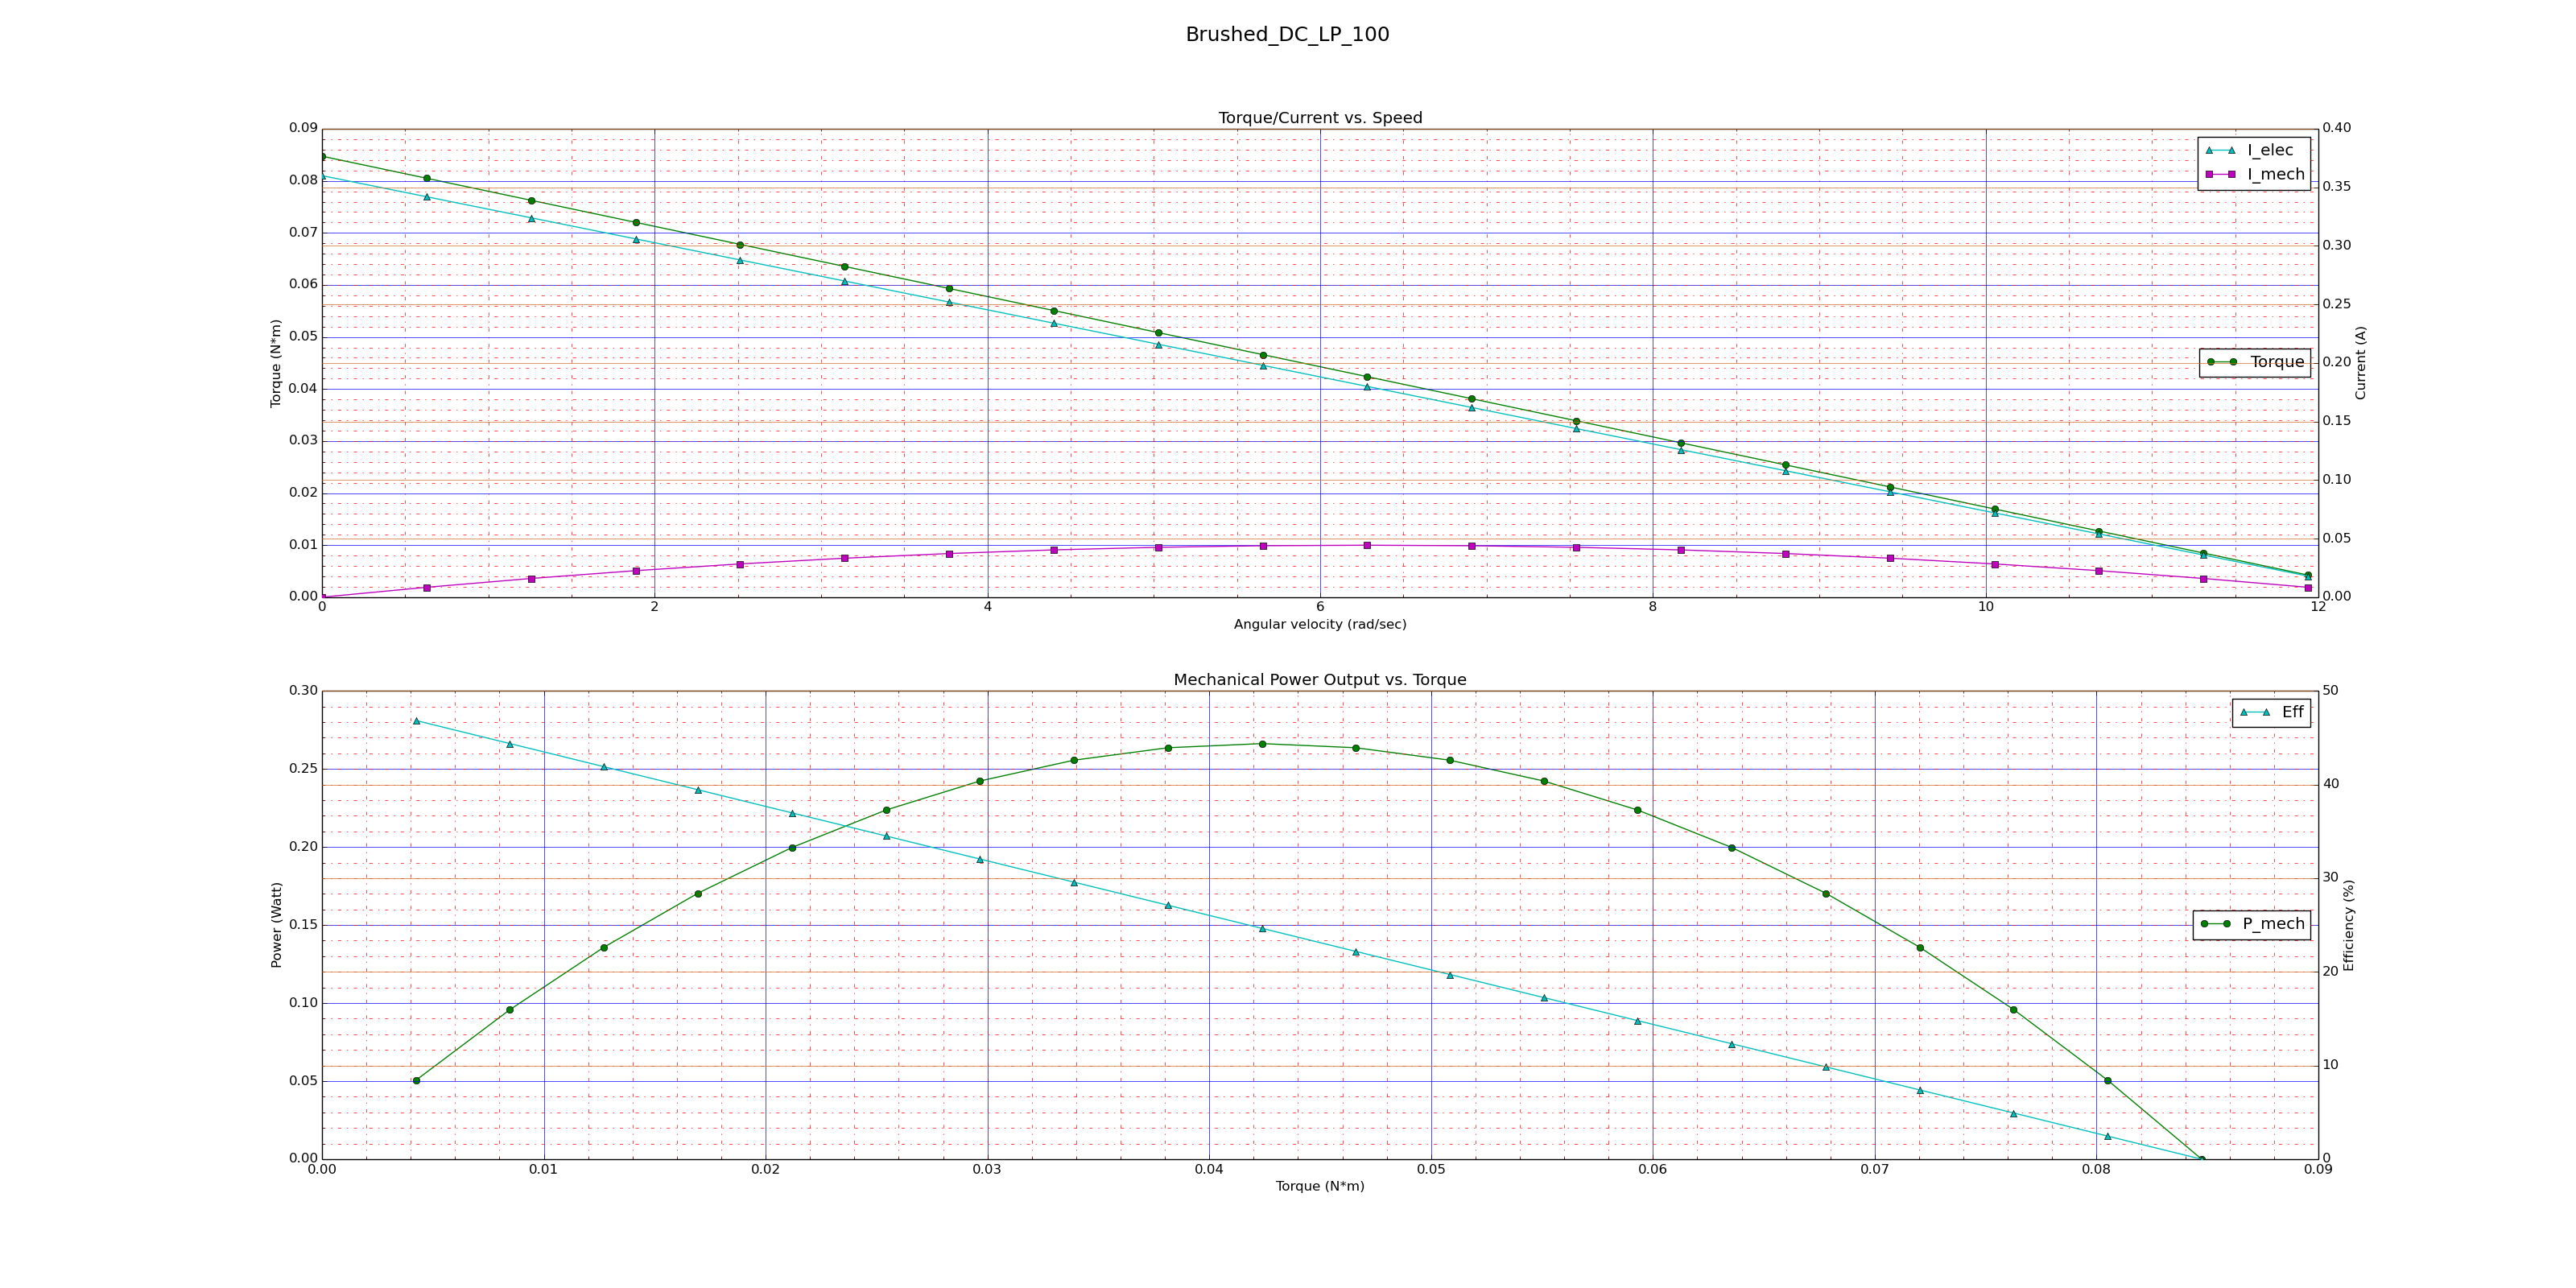 Brushed_DC_LP_100
Torque/Current vs. Speed
0.09
0.08
0.07
0.06
0.05
0.04
0.03
0.02
0.01
0.00
Torque (N*m)
0.40
0.35
0.30
0.25
0.20
0.15
0.10
0.05
0.00
Current (A)
I_elec
I_mech
Torque
0 2 4 6 8 10 12
Angular velocity (rad/sec)
Mechanical Power Output vs. Torque
0.30
0.25
0.20
0.15
0.10
0.05
0.00
Power (Watt)
50
40
30
20
10
0
Efficiency (%)
Eff
P_mech
0.00 0.01 0.02 0.03 0.04 0.05 0.06 0.07 0.08 0.09
Torque (N*m)